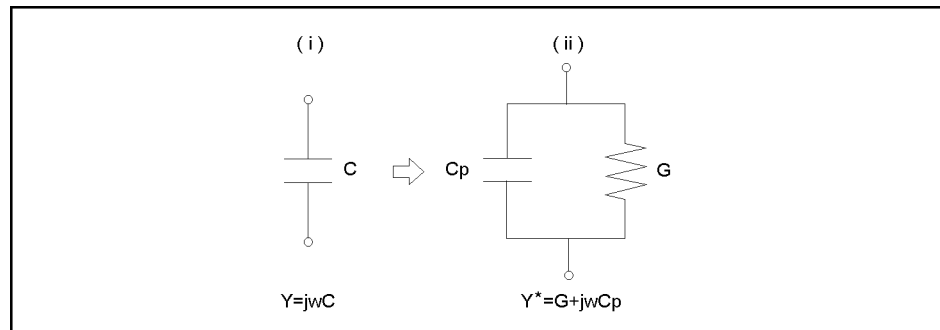 ( i )
( ii )
C
Cp
G
Y=jwC
Y*=G+jwCp